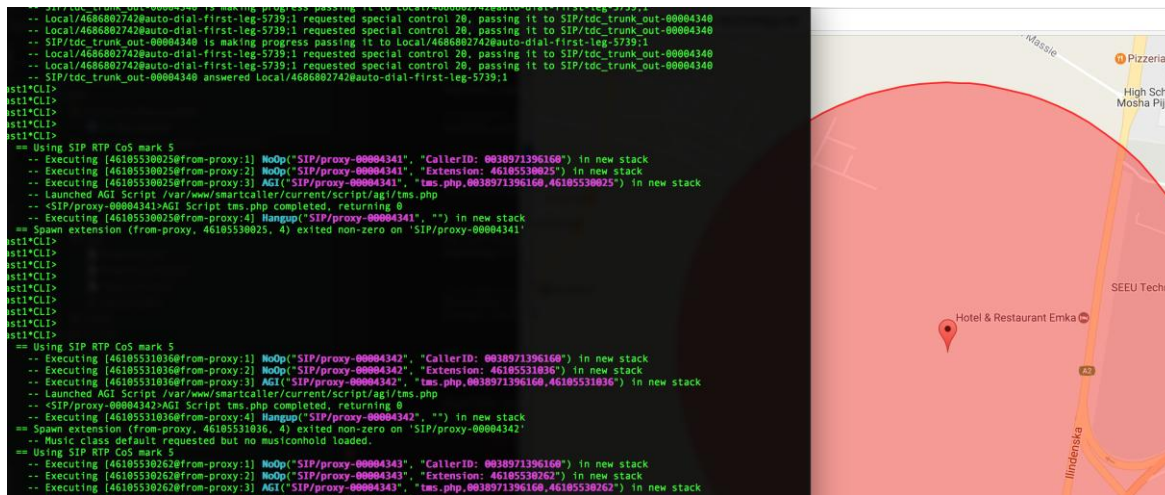 -- SIP/tdc_trunk_out-00004340 is making progress passing it to Local/4686802742@auto-dial-first-leg-5739;1
-- Local/4686802742@auto-dial-first-leg-5739;1 requested special control 20, passing it to SIP/tdc_trunk_out-00004340
-- Local/4686802742@auto-dial-first-leg-5739;1 requested special control 20, passing it to SIP/tdc_trunk_out-00004340
-- SIP/tdc_trunk_out-00004340 is making progress passing it to Local/4686802742@auto-dial-first-leg-5739;1
-- Local/4686802742@auto-dial-first-leg-5739;1 requested special control 20, passing it to SIP/tdc_trunk_out-00004340
-- Local/4686802742@auto-dial-first-leg-5739;1 requested special control 20, passing it to SIP/tdc_trunk_out-00004340
-- SIP/tdc_trunk_out-00004340 answered Local/4686802742@auto-dial-first-leg-5739;1
ast1*CLI>
ast1*CLI>
ast1*CLI>
ast1*CLI>
ast1*CLI>
== Using SIP RTP CoS mark 5
-- Executing [46105530025@from-proxy:1] NoOp("SIP/proxy-00004341", "CallerID: 0038971396160") in new stack
-- Executing [46105530025@from-proxy:2] NoOp("SIP/proxy-00004341", "Extension: 46105530025") in new stack
-- Executing [46105530025@from-proxy:3] AGI("SIP/proxy-00004341", "tms.php,0038971396160,46105530025") in new stack
-- Launched AGI Script /var/www/smartcaller/current/script/agi/tms.php
-- <SIP/proxy-00004341>AGI Script tms.php completed, returning 0
-- Executing [46105530025@from-proxy:4] Hangup("SIP/proxy-00004341", "") in new stack
== Spawn extension (from-proxy, 46105530025, 4) exited non-zero on 'SIP/proxy-00004341'
ast1*CLI>
ast1*CLI>
ast1*CLI>
ast1*CLI>
ast1*CLI>
ast1*CLI>
ast1*CLI>
ast1*CLI>
ast1*CLI>
== Using SIP RTP CoS mark 5
-- Executing [46105531036@from-proxy:1] NoOp("SIP/proxy-00004342", "CallerID: 0038971396160") in new stack
-- Executing [46105531036@from-proxy:2] NoOp("SIP/proxy-00004342", "Extension: 46105531036") in new stack
-- Executing [46105531036@from-proxy:3] AGI("SIP/proxy-00004342", "tms.php,0038971396160,46105531036") in new stack
-- Launched AGI Script /var/www/smartcaller/current/script/agi/tms.php
-- <SIP/proxy-00004342>AGI Script tms.php completed, returning 0
-- Executing [46105531036@from-proxy:4] Hangup("SIP/proxy-00004342", "") in new stack
== Spawn extension (from-proxy, 46105531036, 4) exited non-zero on 'SIP/proxy-00004342'
-- Music class default requested but no musiconhold loaded.
== Using SIP RTP CoS mark 5
-- Executing [46105530262@from-proxy:1] NoOp("SIP/proxy-00004343", "CallerID: 0038971396160") in new stack
-- Executing [46105530262@from-proxy:2] NoOp("SIP/proxy-00004343", "Extension: 46105530262") in new stack
-- Executing [46105530262@from-proxy:3] AGI("SIP/proxy-00004343", "tms.php,0038971396160,46105530262") in new stack
Massie
Pizzeria
High Sch
Mosha Pij
SEEU Techn
Hotel & Restaurant Emka
A2
Ilindenska